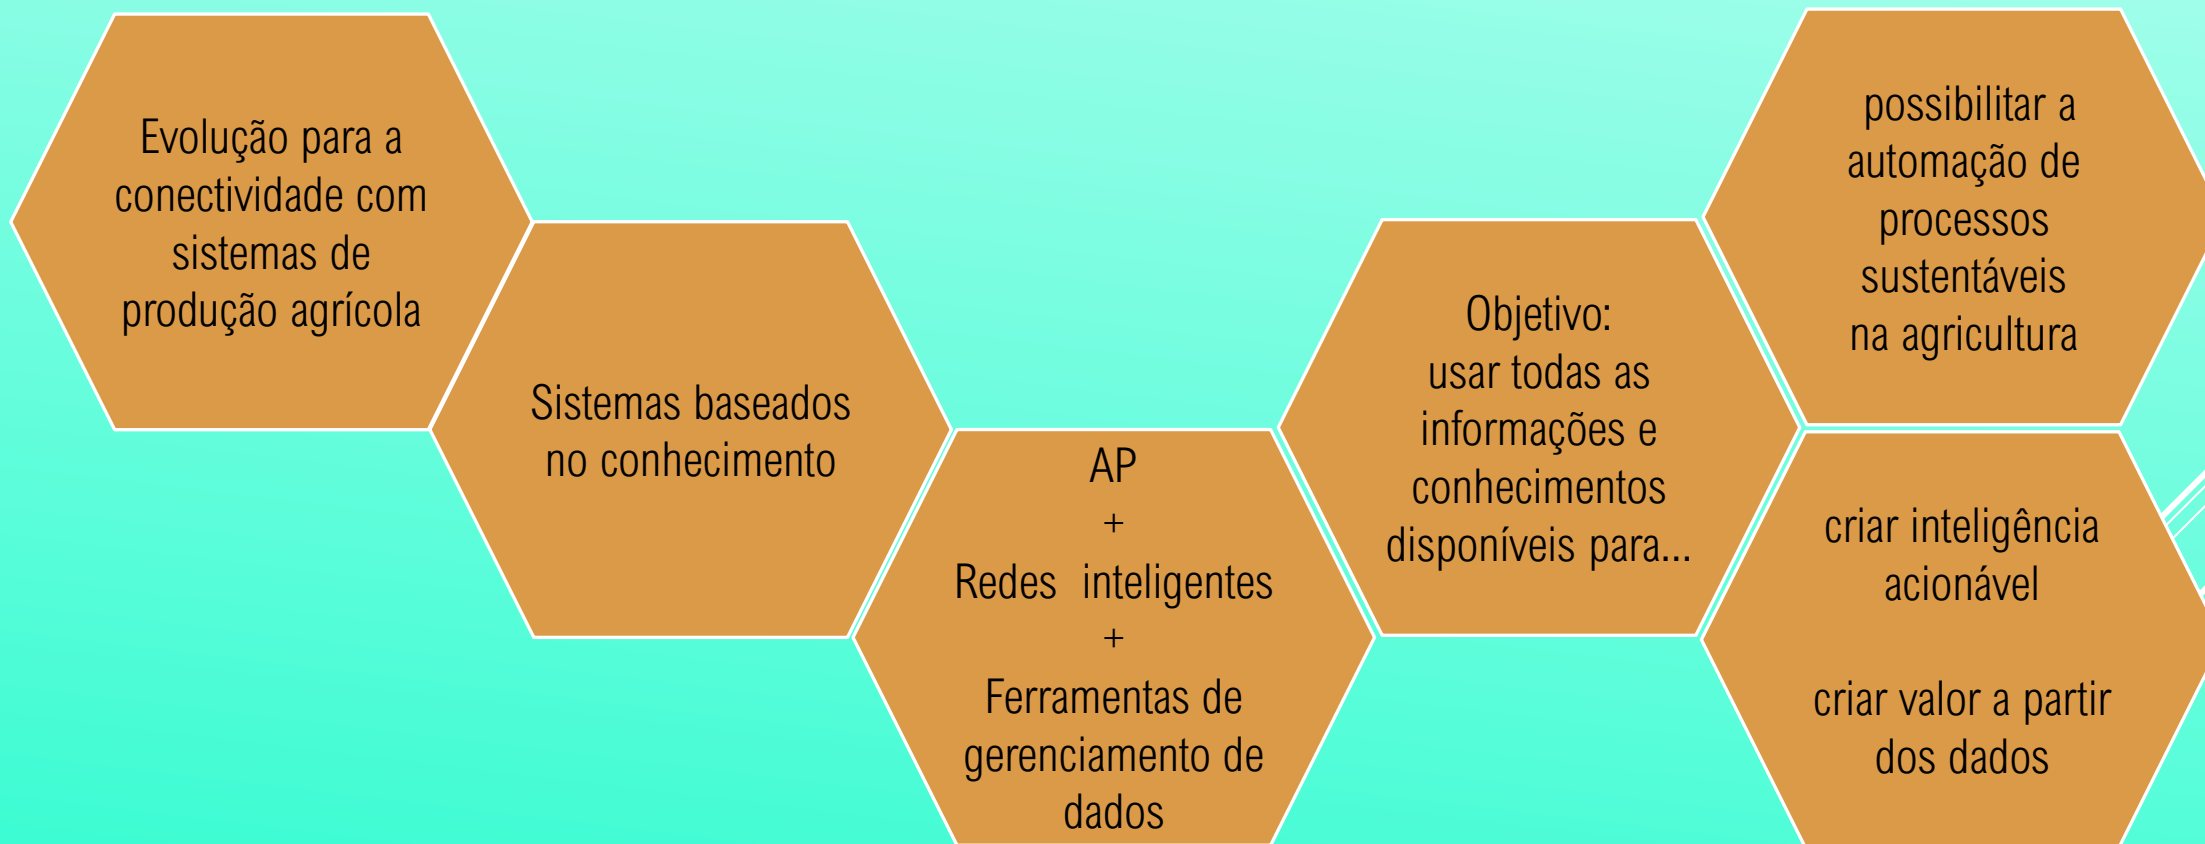 Evolução para a
conectividade com
sistemas de
produção agrícola
Sistemas baseados
no conhecimento
AP
+
Redes inteligentes
+
Ferramentas de
gerenciamento de
dados
Objetivo:
usar todas as
informações e
conhecimentos
disponíveis para...
possibilitar a
automação de
processos
sustentáveis
na agricultura
criar inteligência
acionável
criar valor a partir
dos dados